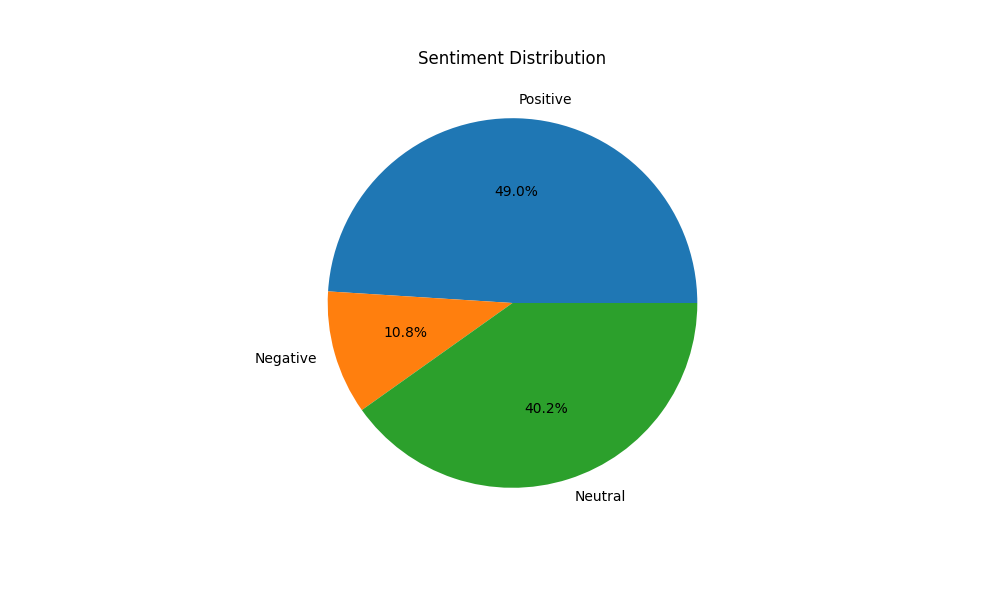 Sentiment Distribution
Positive
49.0%
10.8%
Negative
40.2%
Neutral